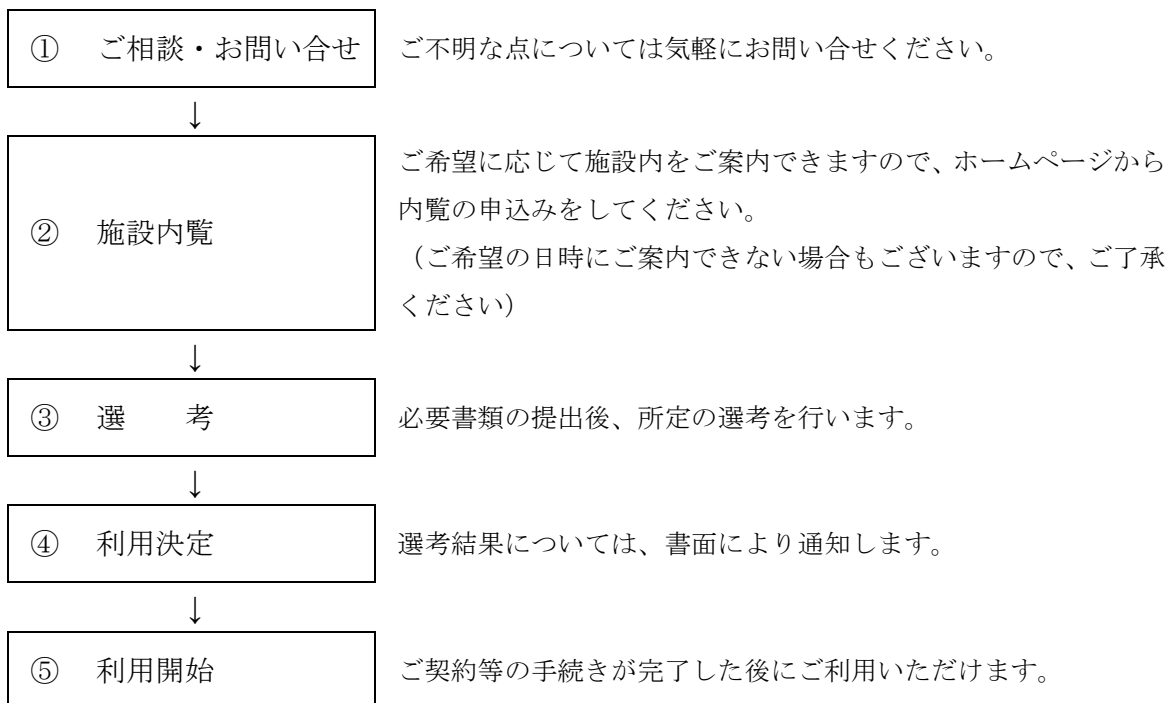 ① ご相談・お問い合せ ご不明な点については気軽にお問い合せください。
↓
ご希望に応じて施設内をご案内できますので、ホームページから
内覧の申込みをしてください。
② 施設内覧
（ご希望の日時にご案内できない場合もございますので、ご了承
ください）
↓
③ 選　　考 必要書類の提出後、所定の選考を行います。
↓
④ 利用決定 選考結果については、書面により通知します。
↓
⑤ 利用開始 ご契約等の手続きが完了した後にご利用いただけます。